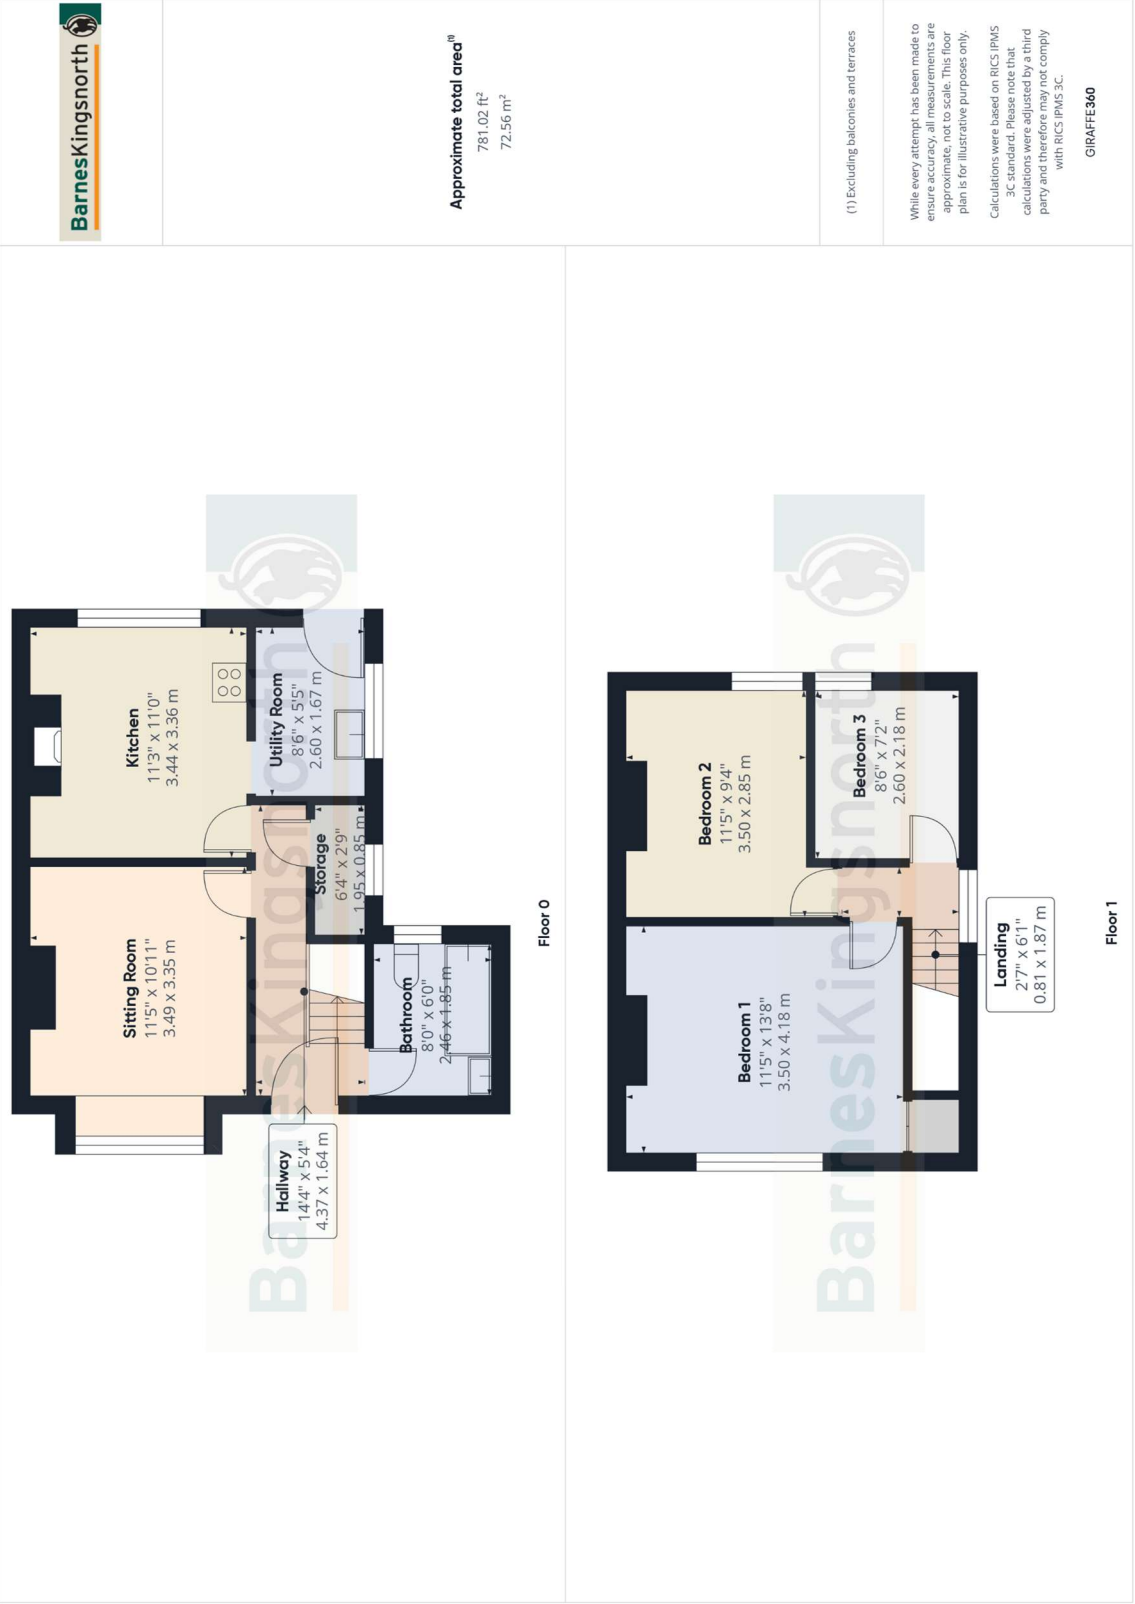 BarnesKingsnorth
Approximate total area(1)
781.02 ft²
72.56 m²
(1) Excluding balconies and terraces
While every attempt has been made to
ensure accuracy, all measurements are
approximate, not to scale. This floor
plan is for illustrative purposes only.
Calculations were based on RICS IPMS
3C standard. Please note that
calculations were adjusted by a third
party and therefore may not comply
with RICS IPMS 3C.
GIRAFFE360
Kitchen
11'3" x 11'0"
3.44 x 3.36 m
Utility Room
8'6" x 5'5"
2.60 x 1.67 m
Sitting Room
11'5" x 10'11"
3.49 x 3.35 m
Storage
6'4" x 2'9"
1.95 x 0.85 m
Bathroom
8'0" x 6'0"
2.46 x 1.85 m
Hallway
14'4" x 5'4"
4.37 x 1.64 m
BarnesKingsnorth
Floor 0
Bedroom 2
11'5" x 9'4"
3.50 x 2.85 m
Bedroom 3
8'6" x 7'2"
2.60 x 2.18 m
Bedroom 1
11'5" x 13'8"
3.50 x 4.18 m
Landing
2'7" x 6'1"
0.81 x 1.87 m
BarnesKingsnorth
Floor 1